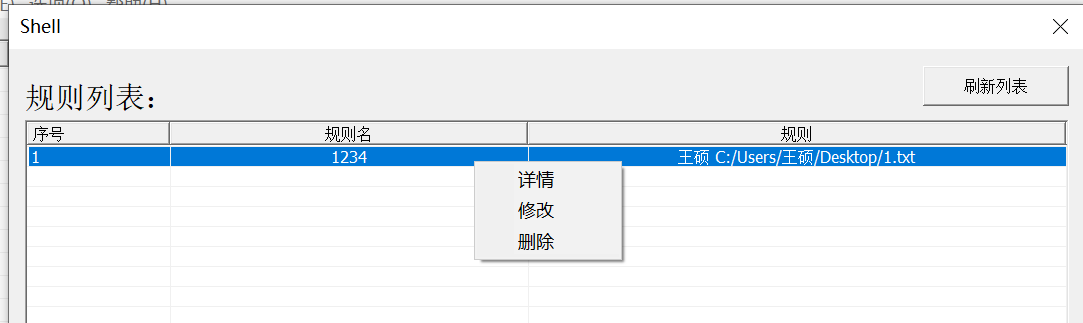 Shell
规则列表：
刷新列表
序号 规则名 规则
1 1234 王硕 C:/Users/王硕/Desktop/1.txt
详情
修改
删除